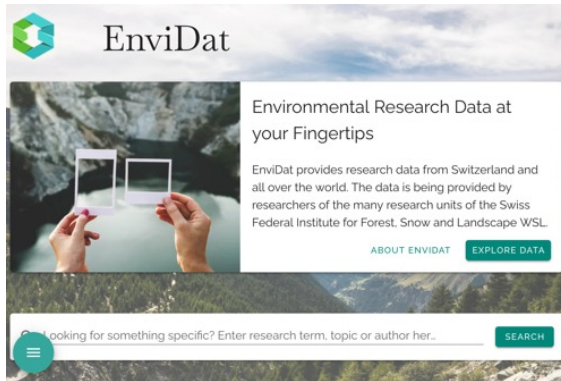 EnviDat
Environmental Research Data at
your Fingertips
EnviDat provides research data from Switzerland and
all over the world. The data is being provided by
researchers of the many research units of the Swiss
Federal Institute for Forest, Snow and Landscape WSL.
ABOUT ENVIDAT EXPLORE DATA
Looking for something specific? Enter research term, topic or author her... SEARCH